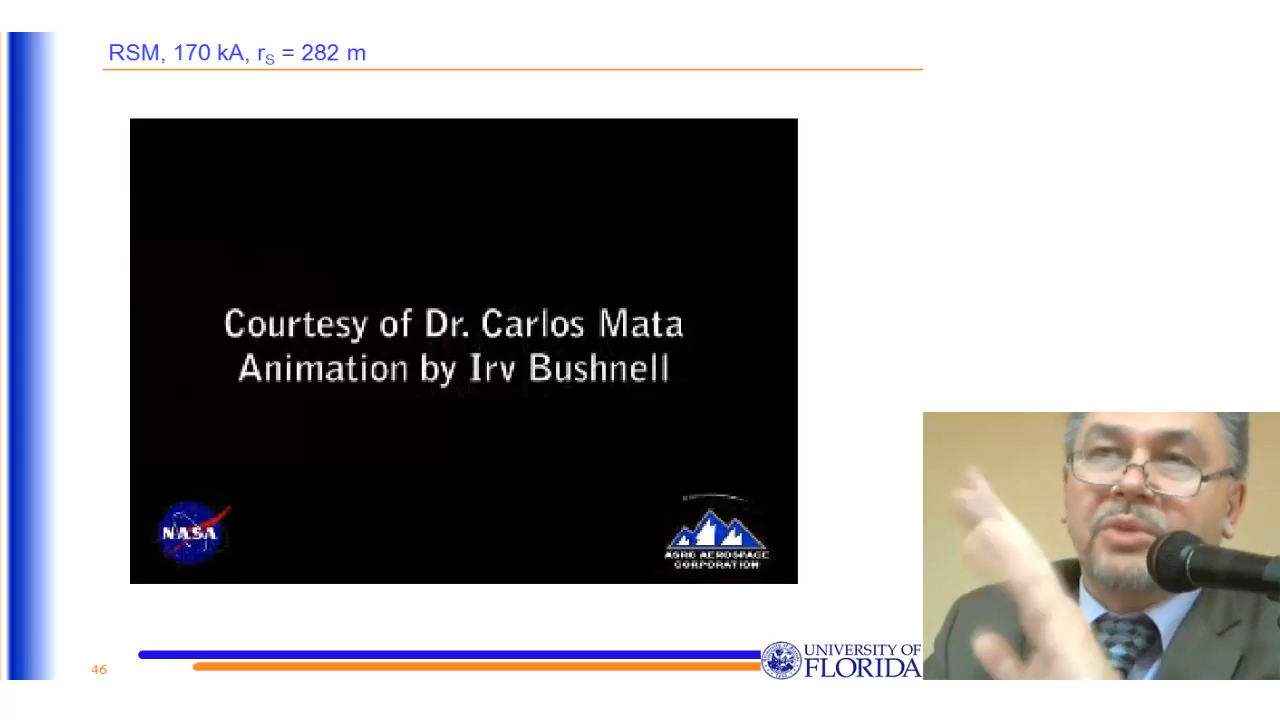 RSM, 170 kA, rS = 282 m
Courtesy of Dr. Carlos Mata
Animation by Irv Bushnell
NASA
ASRC AEROSPACE
CORPORATION
46
UNIVERSITY OF
FLORIDA